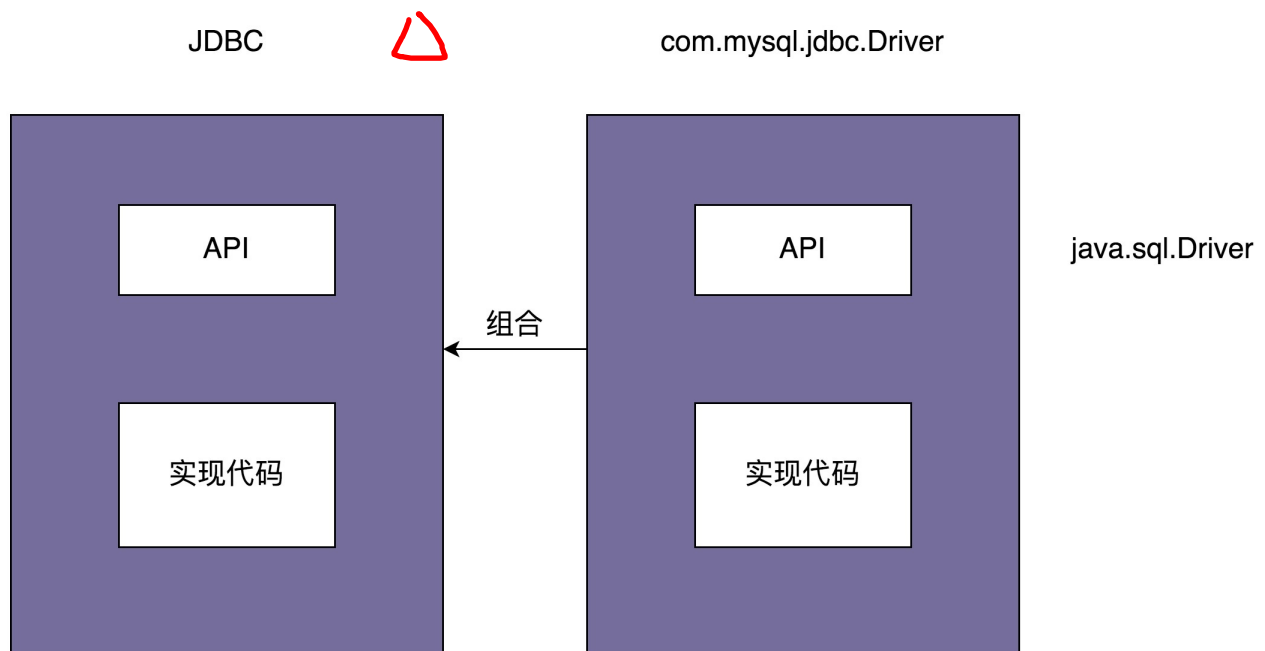 JDBC
com.mysql.jdbc.Driver
API
API
java.sql.Driver
组合
实现代码
实现代码